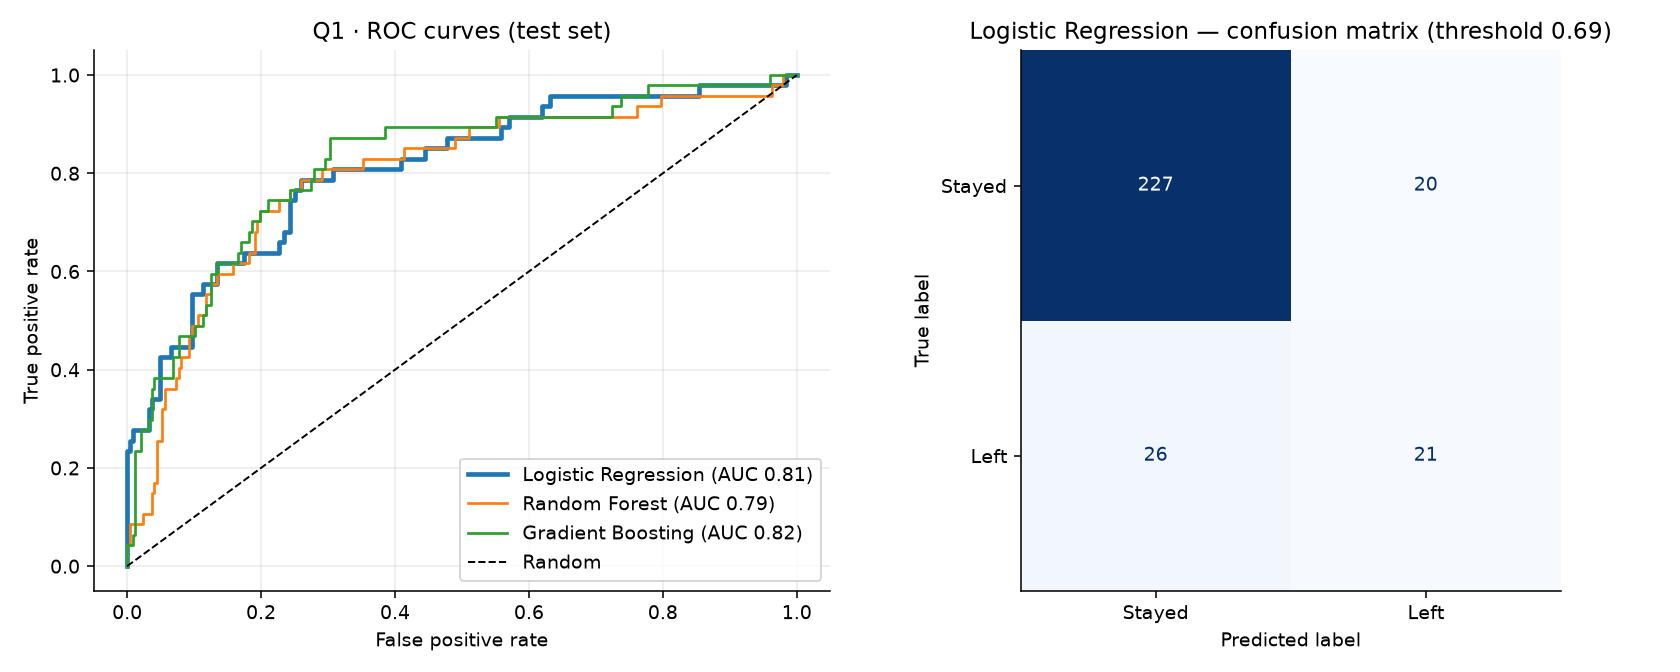 Q1 · ROC curves (test set)
True positive rate
1.0
0.8
0.6
0.4
0.2
0.0
0.0 0.2 0.4 0.6 0.8 1.0
False positive rate
Logistic Regression (AUC 0.81)
Random Forest (AUC 0.79)
Gradient Boosting (AUC 0.82)
Random
Logistic Regression — confusion matrix (threshold 0.69)
True label
Stayed 227 20
Left 26 21
Stayed Left
Predicted label